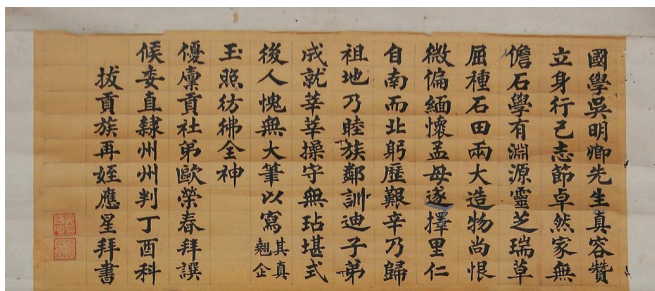 國學吳明卿先生真容贊
立身行己志節卓然家無
儋石學有淵源靈芝瑞草
屈種石田兩大造物尚恨
微偏緬懷孟母遂擇里仁
自南而北躬歷艱辛乃歸
祖地乃睦族鄰訓迪子弟
成就莘莘操守無玷堪式
後人愧無大筆以寫其真翹企
玉照彷彿全神
優廩貢社弟歐榮春拜譔
候委直隸州州判丁酉科
拔貢族再姪應星拜書